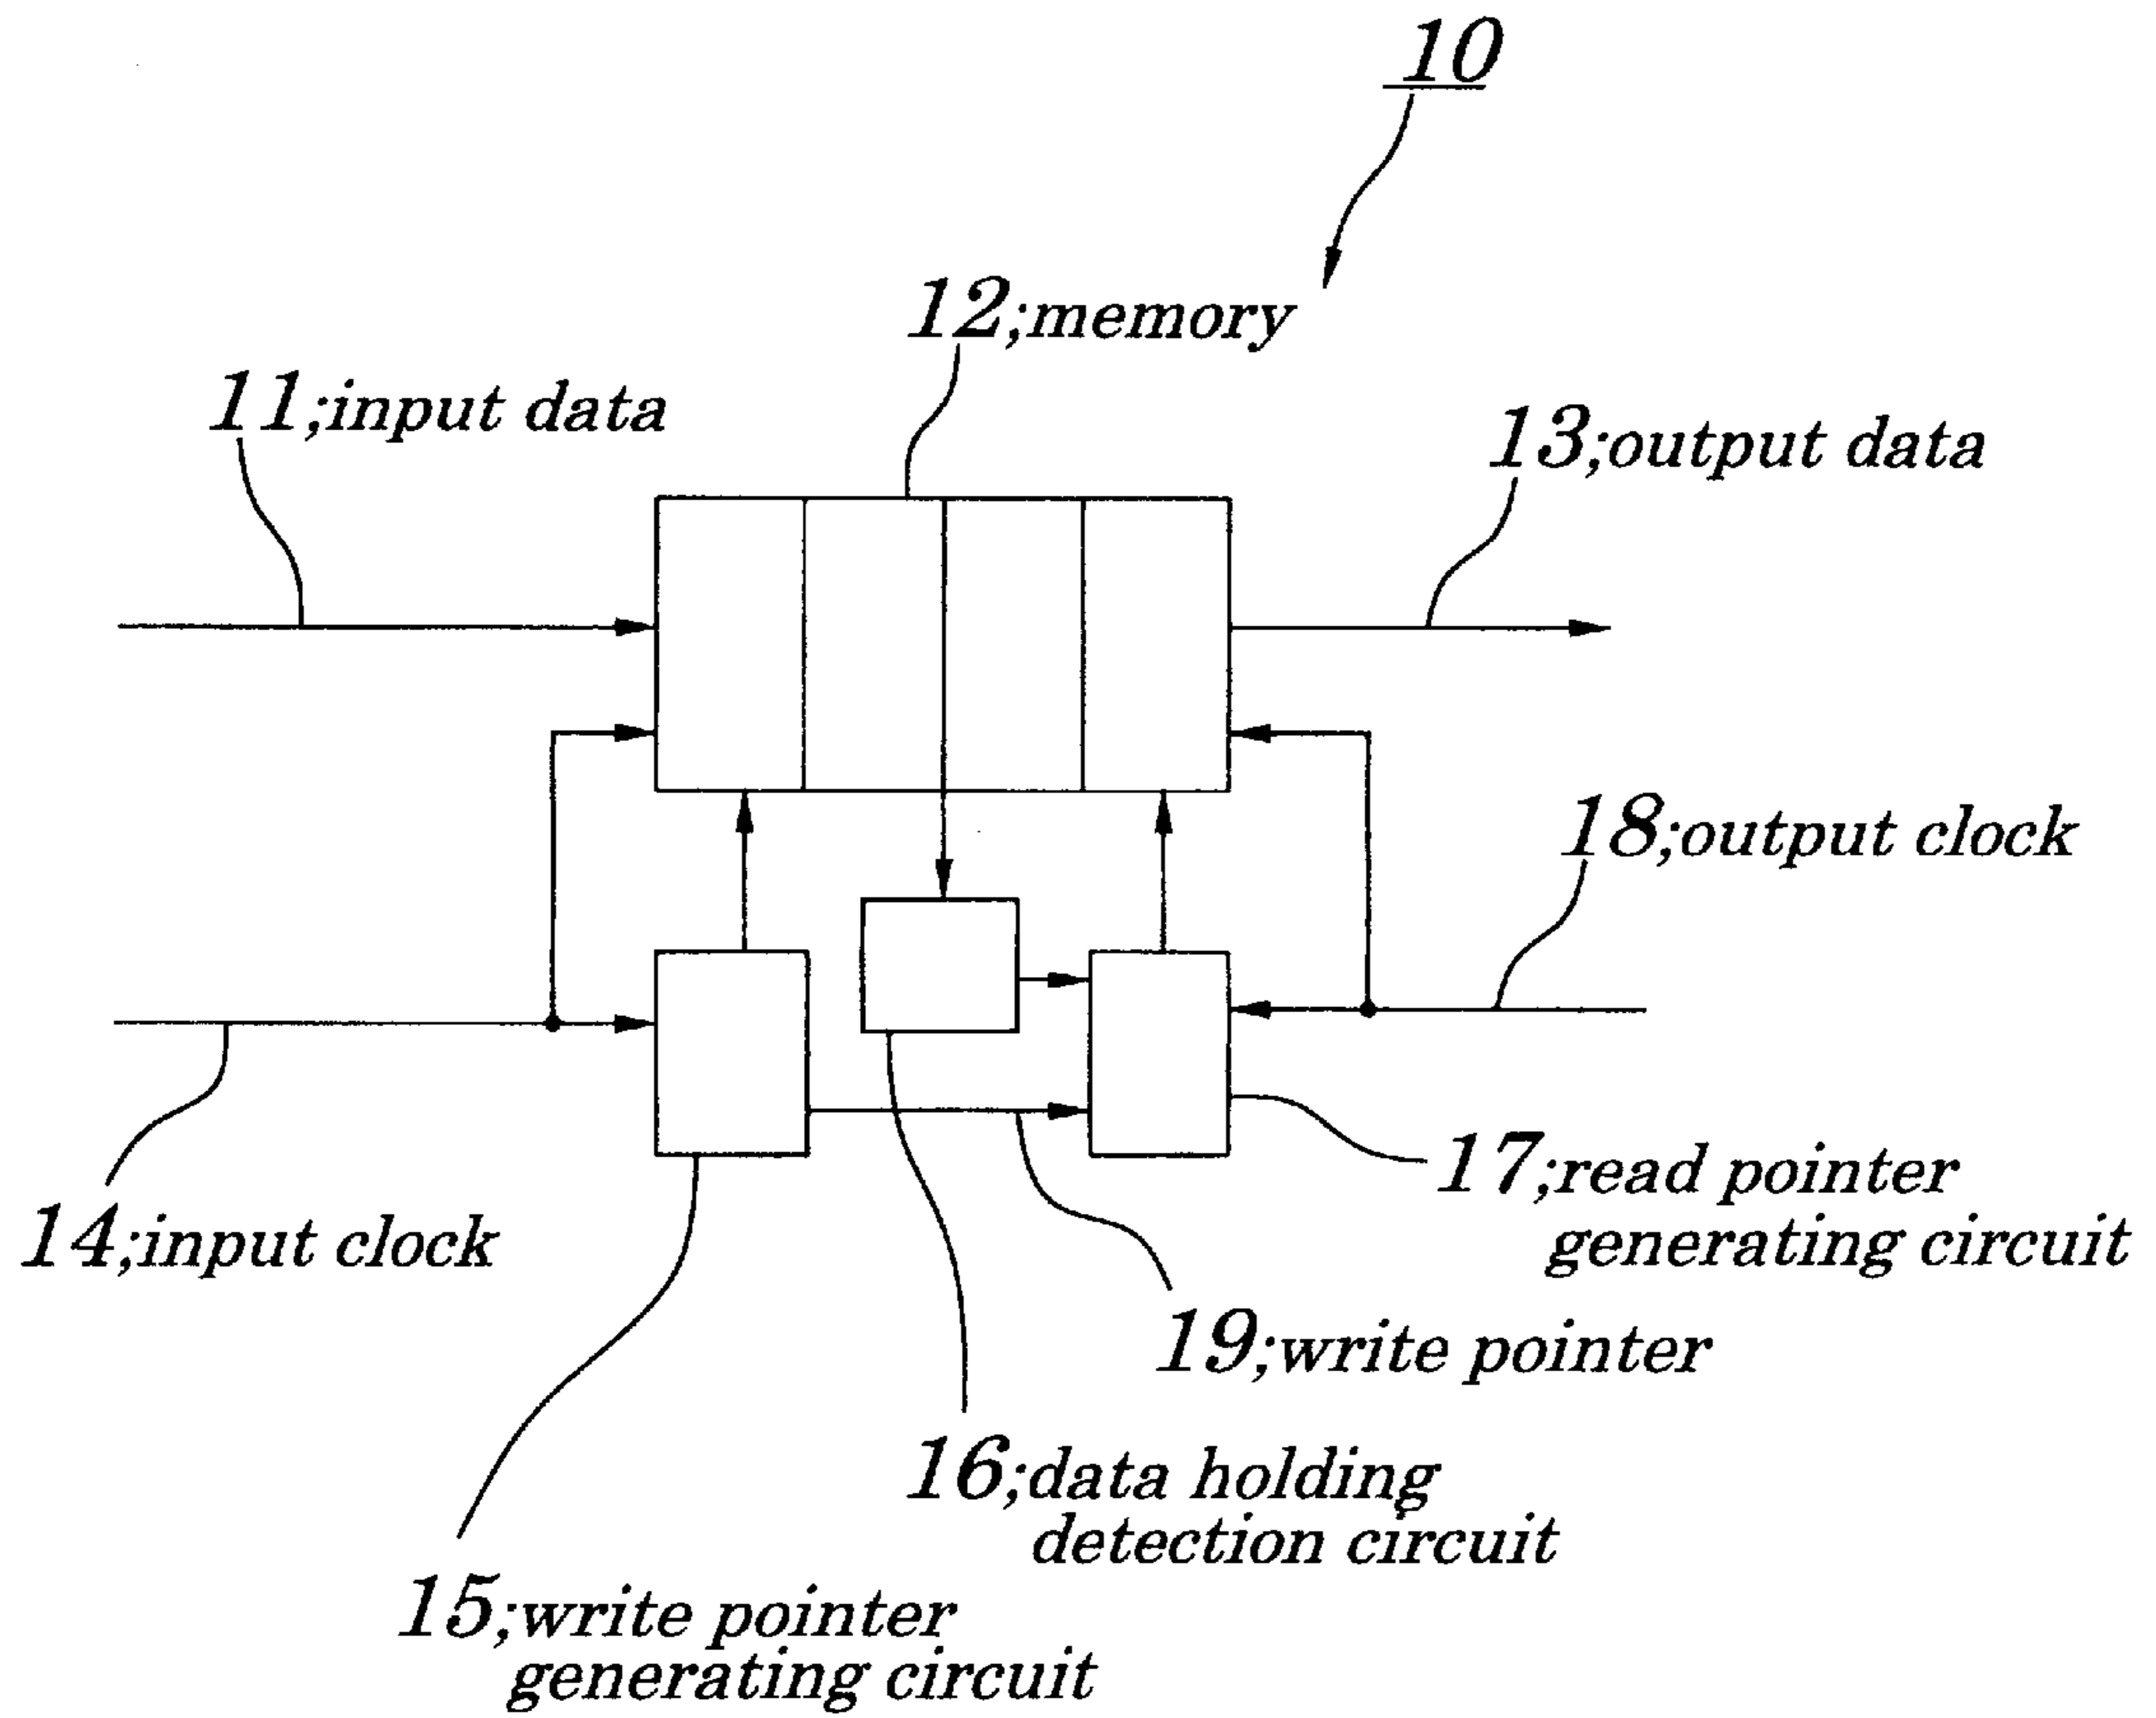 10
12;memory
11;input data
13;output data
18;output clock
17;read pointer
generating circuit
14;input clock
19;write pointer
16;data holding
detection circuit
15;write pointer
generating circuit